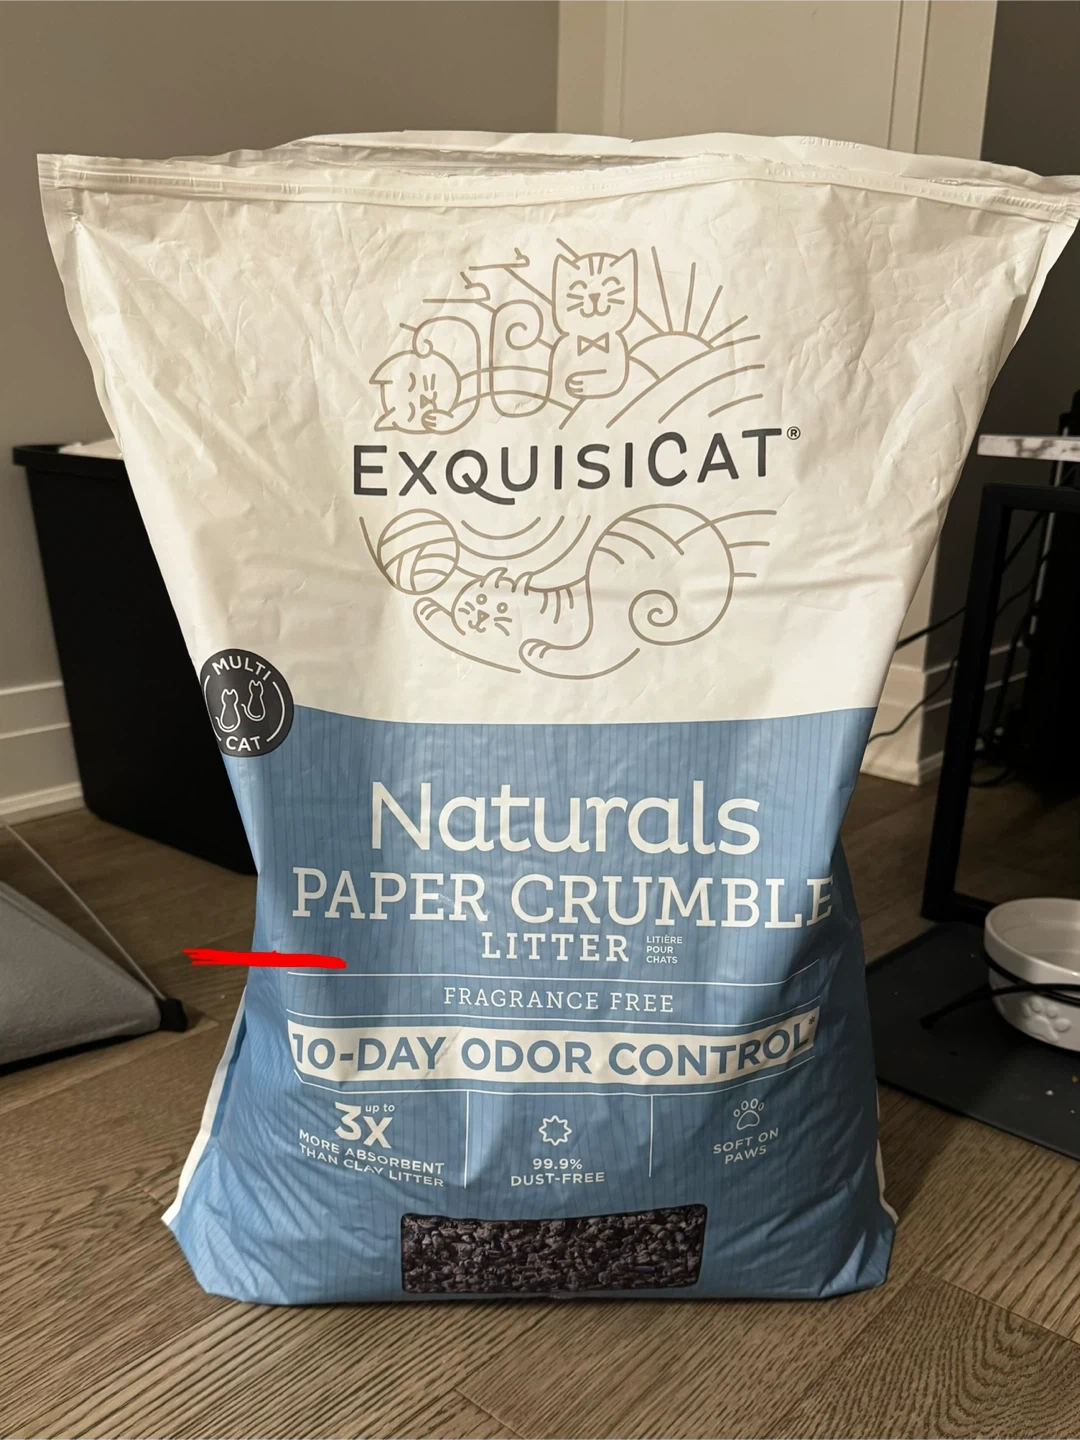 EXQUISICAT®
MULTI
CAT
Naturals
PAPER CRUMBLE
LITTER
LITIÈRE
POUR
CHATS
FRAGRANCE FREE
10-DAY ODOR CONTROL*
up to
3X
MORE ABSORBENT
THAN CLAY LITTER
99.9%
DUST-FREE
SOFT ON
PAWS